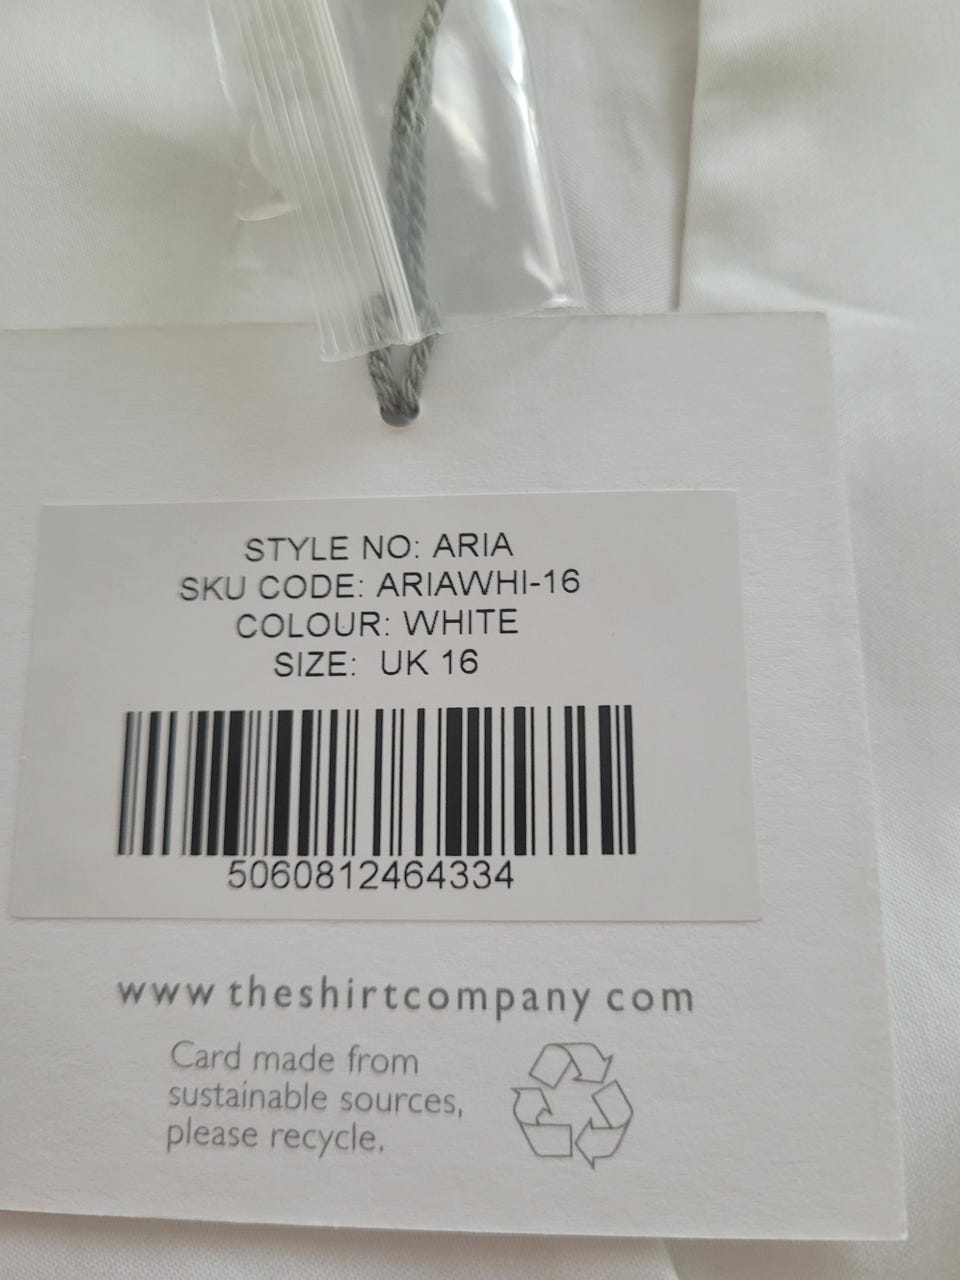 STYLE NO: ARIA
SKU CODE: ARIAWHI-16
COLOUR: WHITE
SIZE: UK 16
5060812464334
www theshirtcompany com
Card made from
sustainable sources,
please recycle.